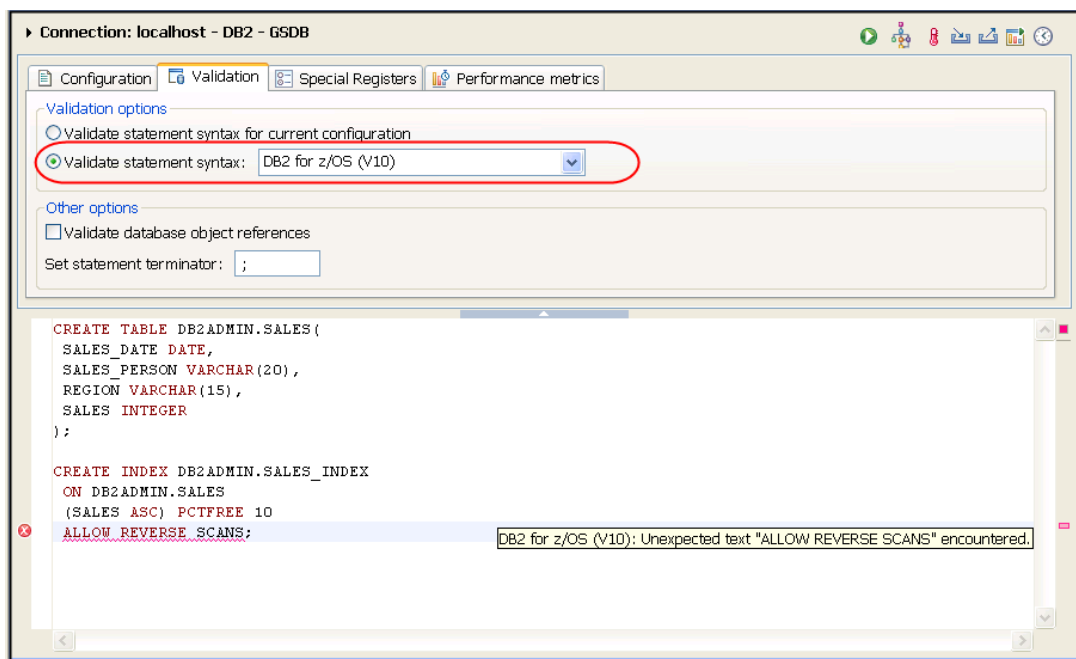 Connection: localhost - DB2 - GSDB
Configuration Validation Special Registers Performance metrics
Validation options
Validate statement syntax for current configuration
Validate statement syntax: DB2 for z/OS (V10)
Other options
Validate database object references
Set statement terminator: ;
CREATE TABLE DB2ADMIN.SALES(
SALES_DATE DATE,
SALES_PERSON VARCHAR(20),
REGION VARCHAR(15),
SALES INTEGER
);
CREATE INDEX DB2ADMIN.SALES_INDEX
ON DB2ADMIN.SALES
(SALES ASC) PCTFREE 10
ALLOW REVERSE SCANS;
DB2 for z/OS (V10): Unexpected text "ALLOW REVERSE SCANS" encountered.